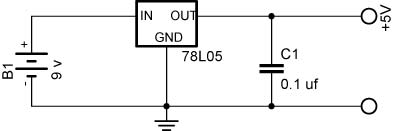 IN OUT
GND
78L05
+5V
B1
+
-
9 v
C1
0.1 uf